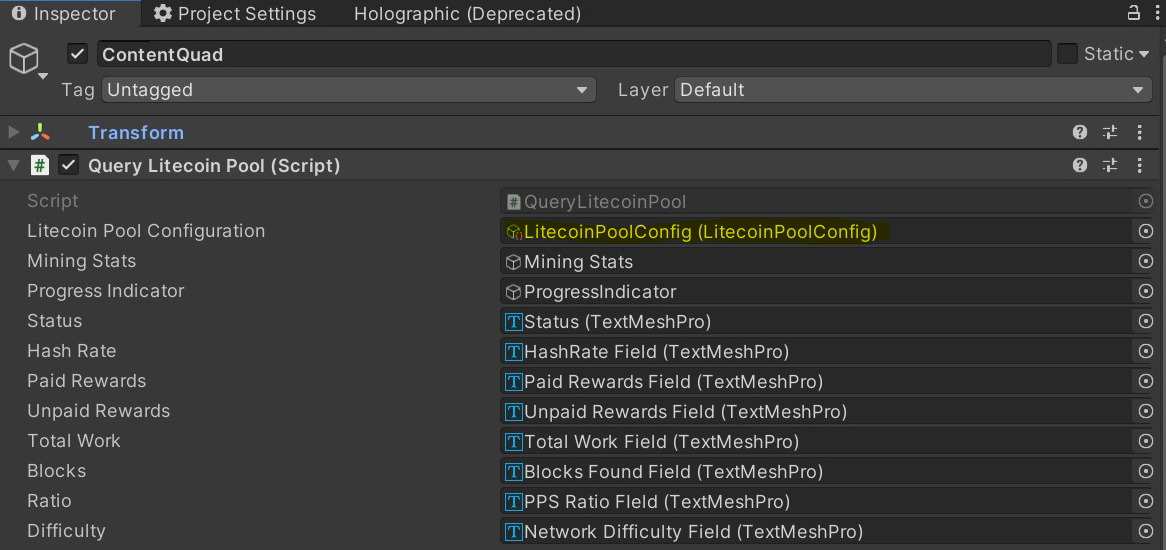 Inspector Project Settings Holographic (Deprecated)
ContentQuad Static
Tag Untagged Layer Default
Transform
# Query Litecoin Pool (Script)
Script # QueryLitecoinPool
Litecoin Pool Configuration LitecoinPoolConfig (LitecoinPoolConfig)
Mining Stats Mining Stats
Progress Indicator ProgressIndicator
Status T Status (TextMeshPro)
Hash Rate T HashRate Field (TextMeshPro)
Paid Rewards T Paid Rewards Field (TextMeshPro)
Unpaid Rewards T Unpaid Rewards Field (TextMeshPro)
Total Work T Total Work Field (TextMeshPro)
Blocks T Blocks Found Field (TextMeshPro)
Ratio T PPS Ratio FIeld (TextMeshPro)
Difficulty T Network Difficulty Field (TextMeshPro)